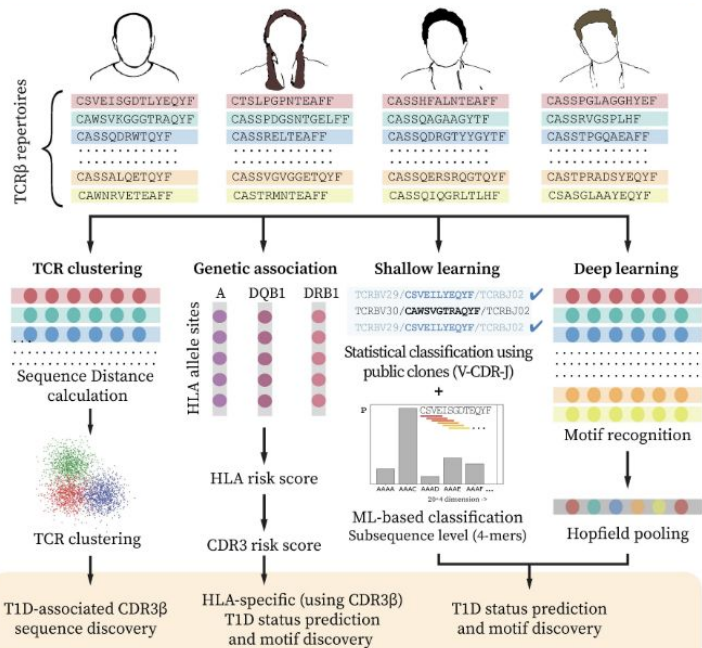 TCRβ repertoires
CSVEISGDTLYEQYF
CAWSVKGGGTRAQYF
CASSQDRWTQYF
CASSALQETQYF
CAWNRVETEAFF
CTSLPGPNTEAFF
CASSPDGSNTGELFF
CASSRELTEAFF
CASSVGVGGETQYF
CASTRMNTEAFF
CASSHFALNTEAFF
CASSQAGAAGYTF
CASSQDRGTYYGYTF
CASSQERSRQGTQYF
CASSQIQGRLTLHF
CASSPGLAGGHYEF
CASSRVGSPLHF
CASSTPGQAEAFF
CASTPRADSYEQYF
CSASGLAAYEQYF
TCR clustering
Sequence Distance
calculation
TCR clustering
T1D-associated CDR3β
sequence discovery
Genetic association
A DQB1 DRB1
HLA allele sites
HLA risk score
CDR3 risk score
HLA-specific (using CDR3β)
T1D status prediction
and motif discovery
Shallow learning
TCRBV29/CSVEILYEQYF/TCRBJ02 ✔
TCRBV30/CAWSVGTRAQYF/TCRBJ02
TCRBV29/CSVEILYEQYF/TCRBJ02 ✔
Statistical classification using
public clones (V-CDR-J)
+
P
CSVEISGDTEQYF
...
AAAA AAAC AAAD AAAE AAAF ...
20^4 dimension ->
ML-based classification
Subsequence level (4-mers)
Deep learning
Motif recognition
Hopfield pooling
T1D status prediction
and motif discovery